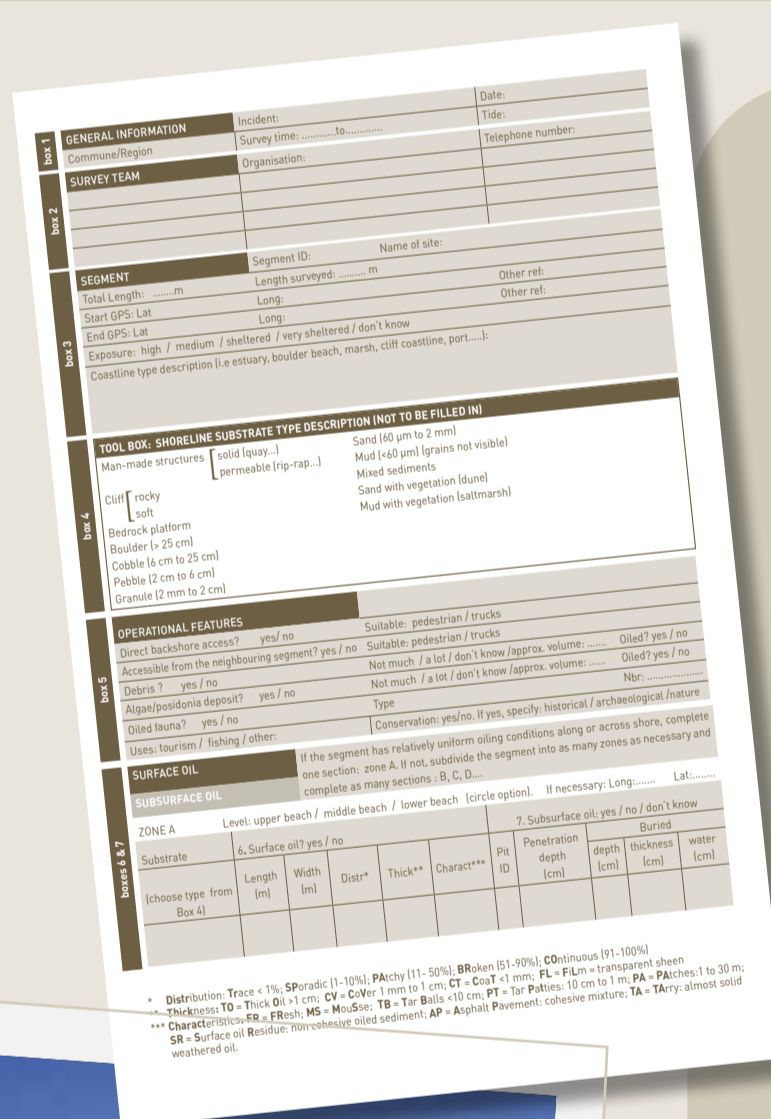 box 1
GENERAL INFORMATION
Incident:
Date:
Commune/Region
Survey time: ............to.............
Tide:
box 2
SURVEY TEAM
Organisation:
Telephone number:
box 3
SEGMENT
Segment ID:
Name of site:
Total Length: ........m
Length surveyed: .......... m
Start GPS: Lat
Long:
Other ref:
End GPS: Lat
Long:
Other ref:
Exposure: high / medium / sheltered / very sheltered / don't know
Coastline type description (i.e estuary, boulder beach, marsh, cliff coastline, port.....):
box 4
TOOL BOX: SHORELINE SUBSTRATE TYPE DESCRIPTION (NOT TO BE FILLED IN)
Man-made structures
solid (quay...)
permeable (rip-rap...)
Cliff
rocky
soft
Bedrock platform
Boulder (> 25 cm)
Cobble (6 cm to 25 cm)
Pebble (2 cm to 6 cm)
Granule (2 mm to 2 cm)
Sand (60 µm to 2 mm)
Mud (<60 µm) (grains not visible)
Mixed sediments
Sand with vegetation (dune)
Mud with vegetation (saltmarsh)
box 5
OPERATIONAL FEATURES
Direct backshore access? yes/ no
Suitable: pedestrian / trucks
Accessible from the neighbouring segment? yes / no
Suitable: pedestrian / trucks
Debris ? yes / no
Not much / a lot / don't know /approx. volume: ....... Oiled? yes / no
Algae/posidonia deposit? yes / no
Not much / a lot / don't know /approx. volume: ...... Oiled? yes / no
Oiled fauna? yes / no
Type
Nbr: ....................
Uses: tourism / fishing / other:
Conservation: yes/no. If yes, specify: historical / archaeological /nature
boxes 6 & 7
SURFACE OIL
SUBSURFACE OIL
If the segment has relatively uniform oiling conditions along or across shore, complete
one section: zone A. If not, subdivide the segment into as many zones as necessary and
complete as many sections : B, C, D....
ZONE A
Level: upper beach / middle beach / lower beach (circle option). If necessary: Long:....... Lat:........
Substrate
6. Surface oil? yes / no
7. Subsurface oil: yes / no / don't know
(choose type from
Box 4)
Length
(m)
Width
(m)
Distr*
Thick**
Charact***
Pit
ID
Penetration
depth
(cm)
Buried
depth
(cm)
thickness
(cm)
water
(cm)
* Distribution: Trace < 1%; SPoradic (1-10%); PAtchy (11- 50%); BRoken (51-90%); COntinuous (91-100%)
** Thickness: TO = Thick Oil >1 cm; CV = CoVer 1 mm to 1 cm; CT = CoaT <1 mm; FL = FiLm = transparent sheen
*** Characteristics: FR = FResh; MS = MouSse; TB = Tar Balls <10 cm; PT = Tar Patties: 10 cm to 1 m; PA = PAtches:1 to 30 m;
SR = Surface oil Residue: non cohesive oiled sediment; AP = Asphalt Pavement: cohesive mixture; TA = TArry: almost solid
weathered oil.